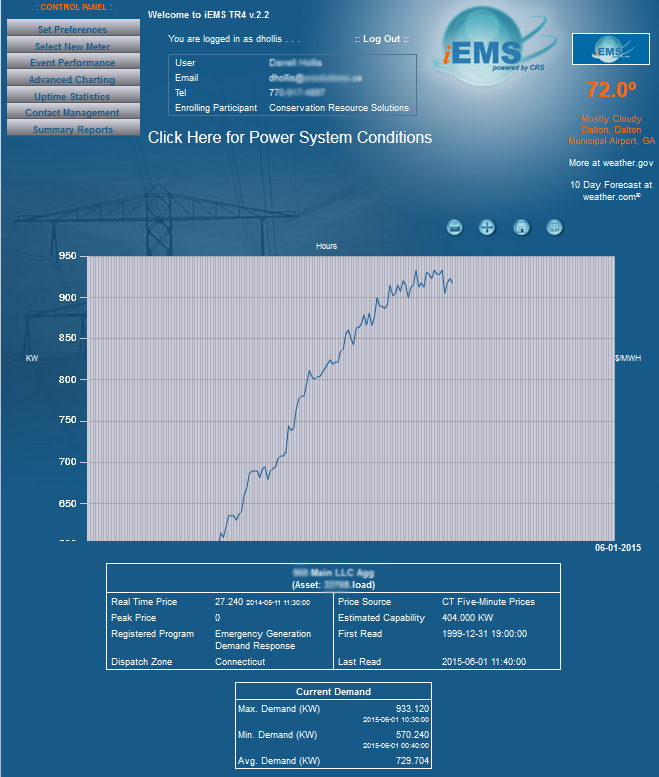 . : CONTROL PANEL : .
Set Preferences
Select New Meter
Event Performance
Advanced Charting
Uptime Statistics
Contact Management
Summary Reports
Welcome to iEMS TR4 v.2.2
You are logged in as dhollis . . .
:: Log Out ::
User
Email dhollis@
Tel 770
Enrolling Participant Conservation Resource Solutions
Click Here for Power System Conditions
iEMS
powered by CRS
iEMS
72.0º
Mostly Cloudy
Dalton, Dalton
Municipal Airport, GA
More at weather.gov
10 Day Forecast at
weather.com©
Hours
950
900
850
KW
$/MWH
800
750
700
650
06-01-2015
Main LLC Agg
(Asset: .load)
Real Time Price 27.240 2014-05-11 11:30:00 Price Source CT Five-Minute Prices
Peak Price 0 Estimated Capability 404.000 KW
Registered Program Emergency Generation First Read 1999-12-31 19:00:00
Demand Response
Dispatch Zone Connecticut Last Read 2015-06-01 11:40:00
Current Demand
Max. Demand (KW) 933.120
2015-06-01 10:30:00
Min. Demand (KW) 570.240
2015-06-01 00:40:00
Avg. Demand (KW) 729.704